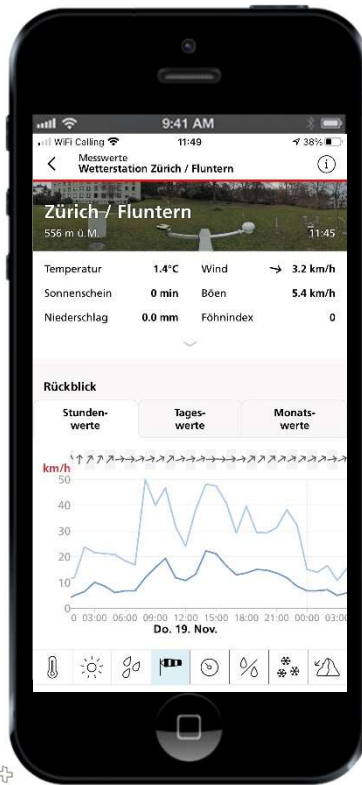 9:41 AM
WiFi Calling 11:49 38%
Messwerte
Wetterstation Zürich / Fluntern
Zürich / Fluntern
556 m ü.M. 11:45
Temperatur 1.4°C Wind → 3.2 km/h
Sonnenschein 0 min Böen 5.4 km/h
Niederschlag 0.0 mm Föhnindex 0
Rückblick
Stunden-
werte
Tages-
werte
Monats-
werte
km/h
50
40
30
20
10
0
0 03:00 06:00 09:00 12:00 15:00 18:00 21:00 00:00 03:00
Do. 19. Nov.